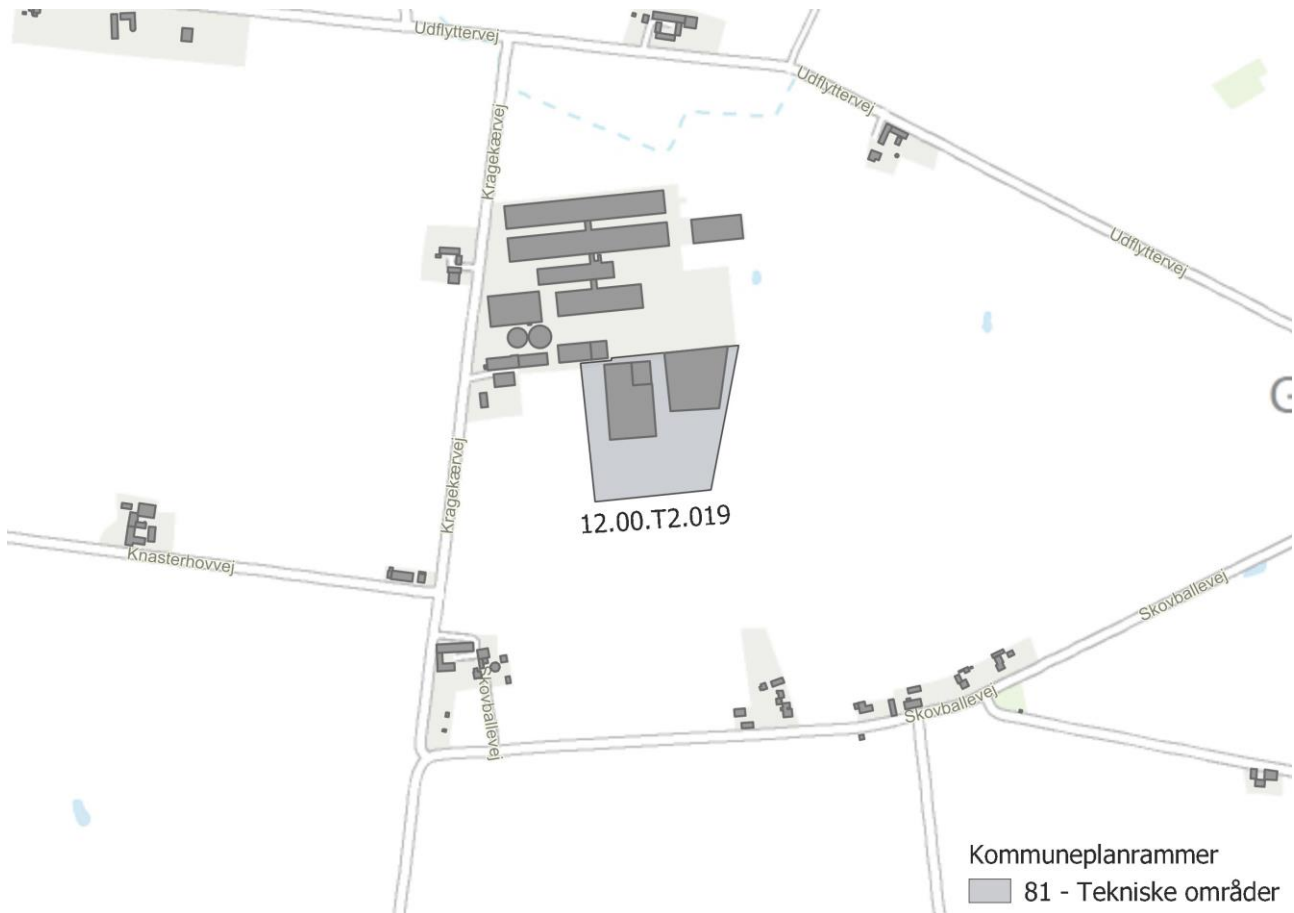 Udflyttervej
Udflyttervej
Kragekærvej
Udflyttervej
G
Kragekærvej
12.00.T2.019
Knasterhovvej
Skovballevej
Skovballevej
Skovballevej
Kommuneplanrammer
81 - Tekniske områder